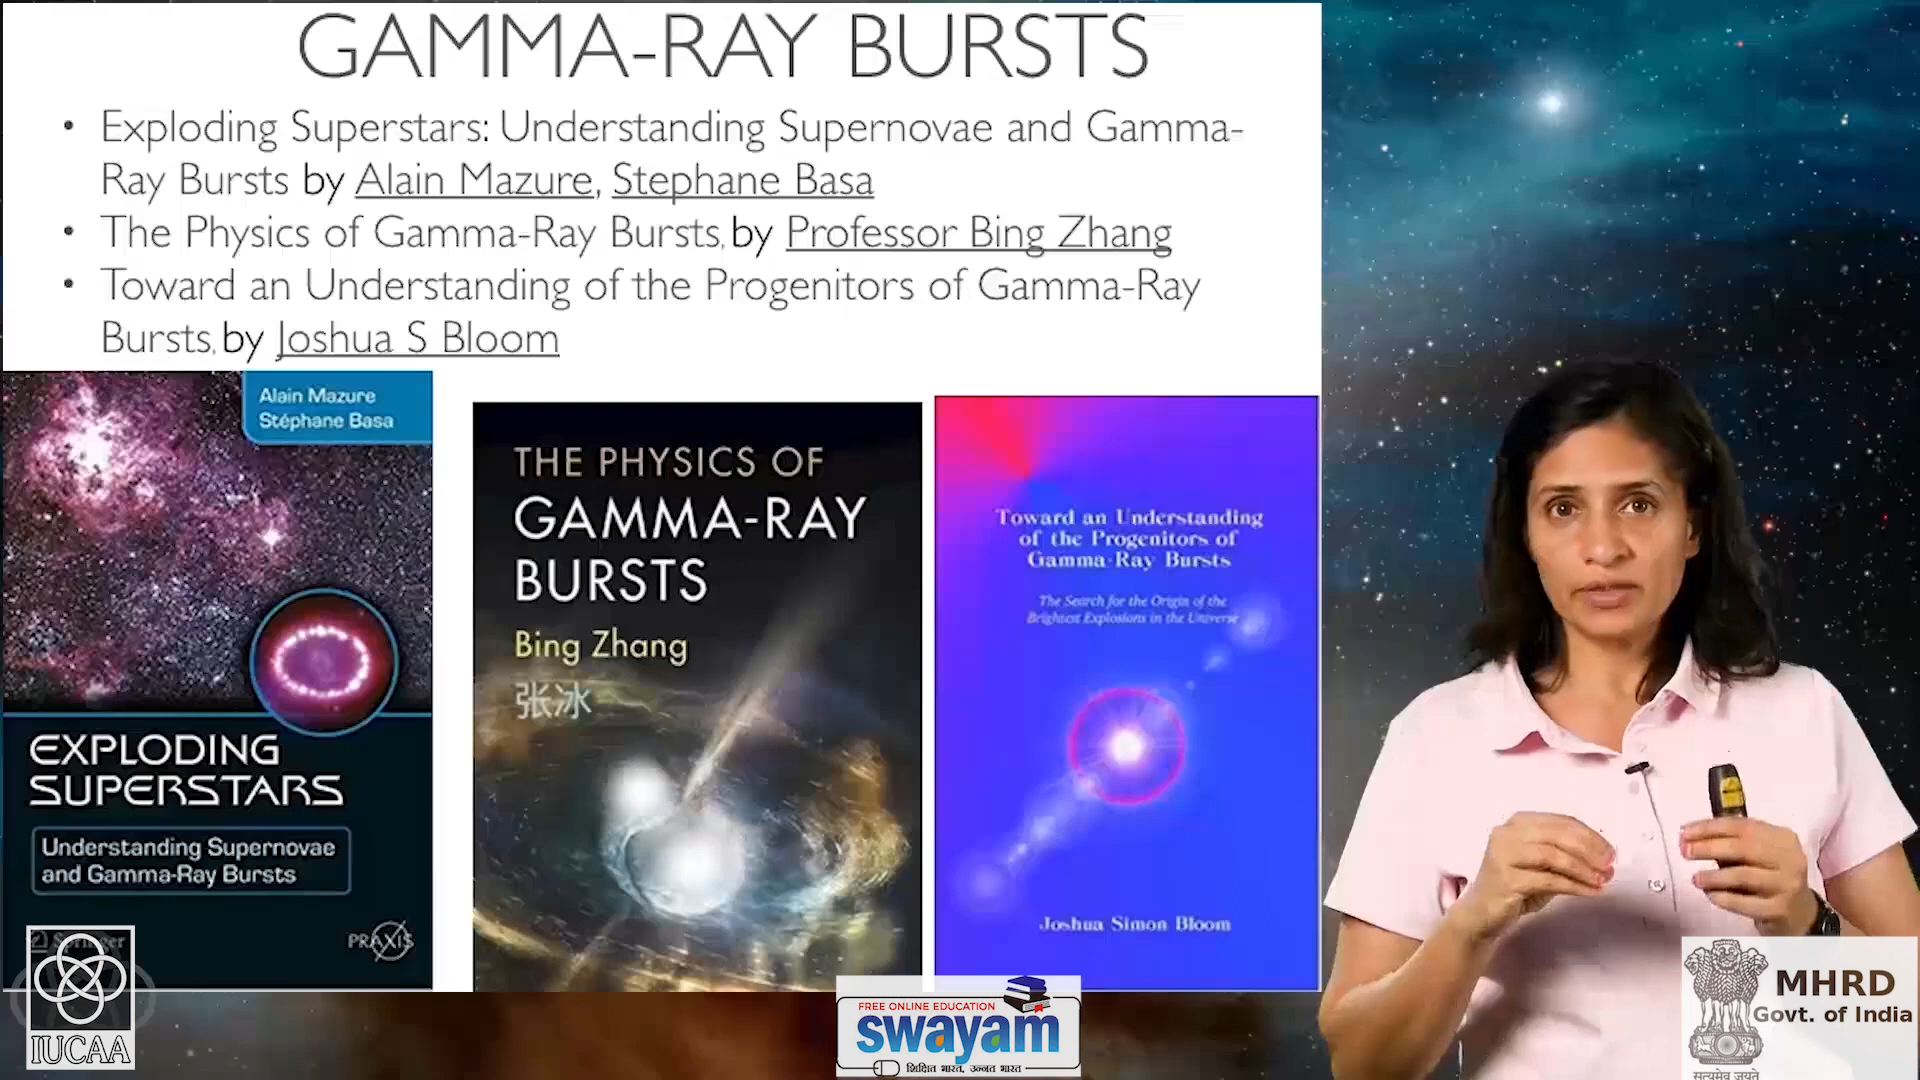 GAMMA-RAY BURSTS
• Exploding Superstars: Understanding Supernovae and Gamma-
Ray Bursts by Alain Mazure, Stephane Basa
• The Physics of Gamma-Ray Bursts, by Professor Bing Zhang
• Toward an Understanding of the Progenitors of Gamma-Ray
Bursts, by Joshua S Bloom
Alain Mazure
Stéphane Basa
EXPLODING
SUPERSTARS
Understanding Supernovae
and Gamma-Ray Bursts
Springer
PRAXIS
THE PHYSICS OF
GAMMA-RAY
BURSTS
Bing Zhang
张冰
Toward an Understanding
of the Progenitors of
Gamma-Ray Bursts
The Search for the Origin of the
Brightest Explosions in the Universe
Joshua Simon Bloom
IUCAA
FREE ONLINE EDUCATION
swayam
शिक्षित भारत, उन्नत भारत
MHRD
Govt. of India
सत्यमेव जयते